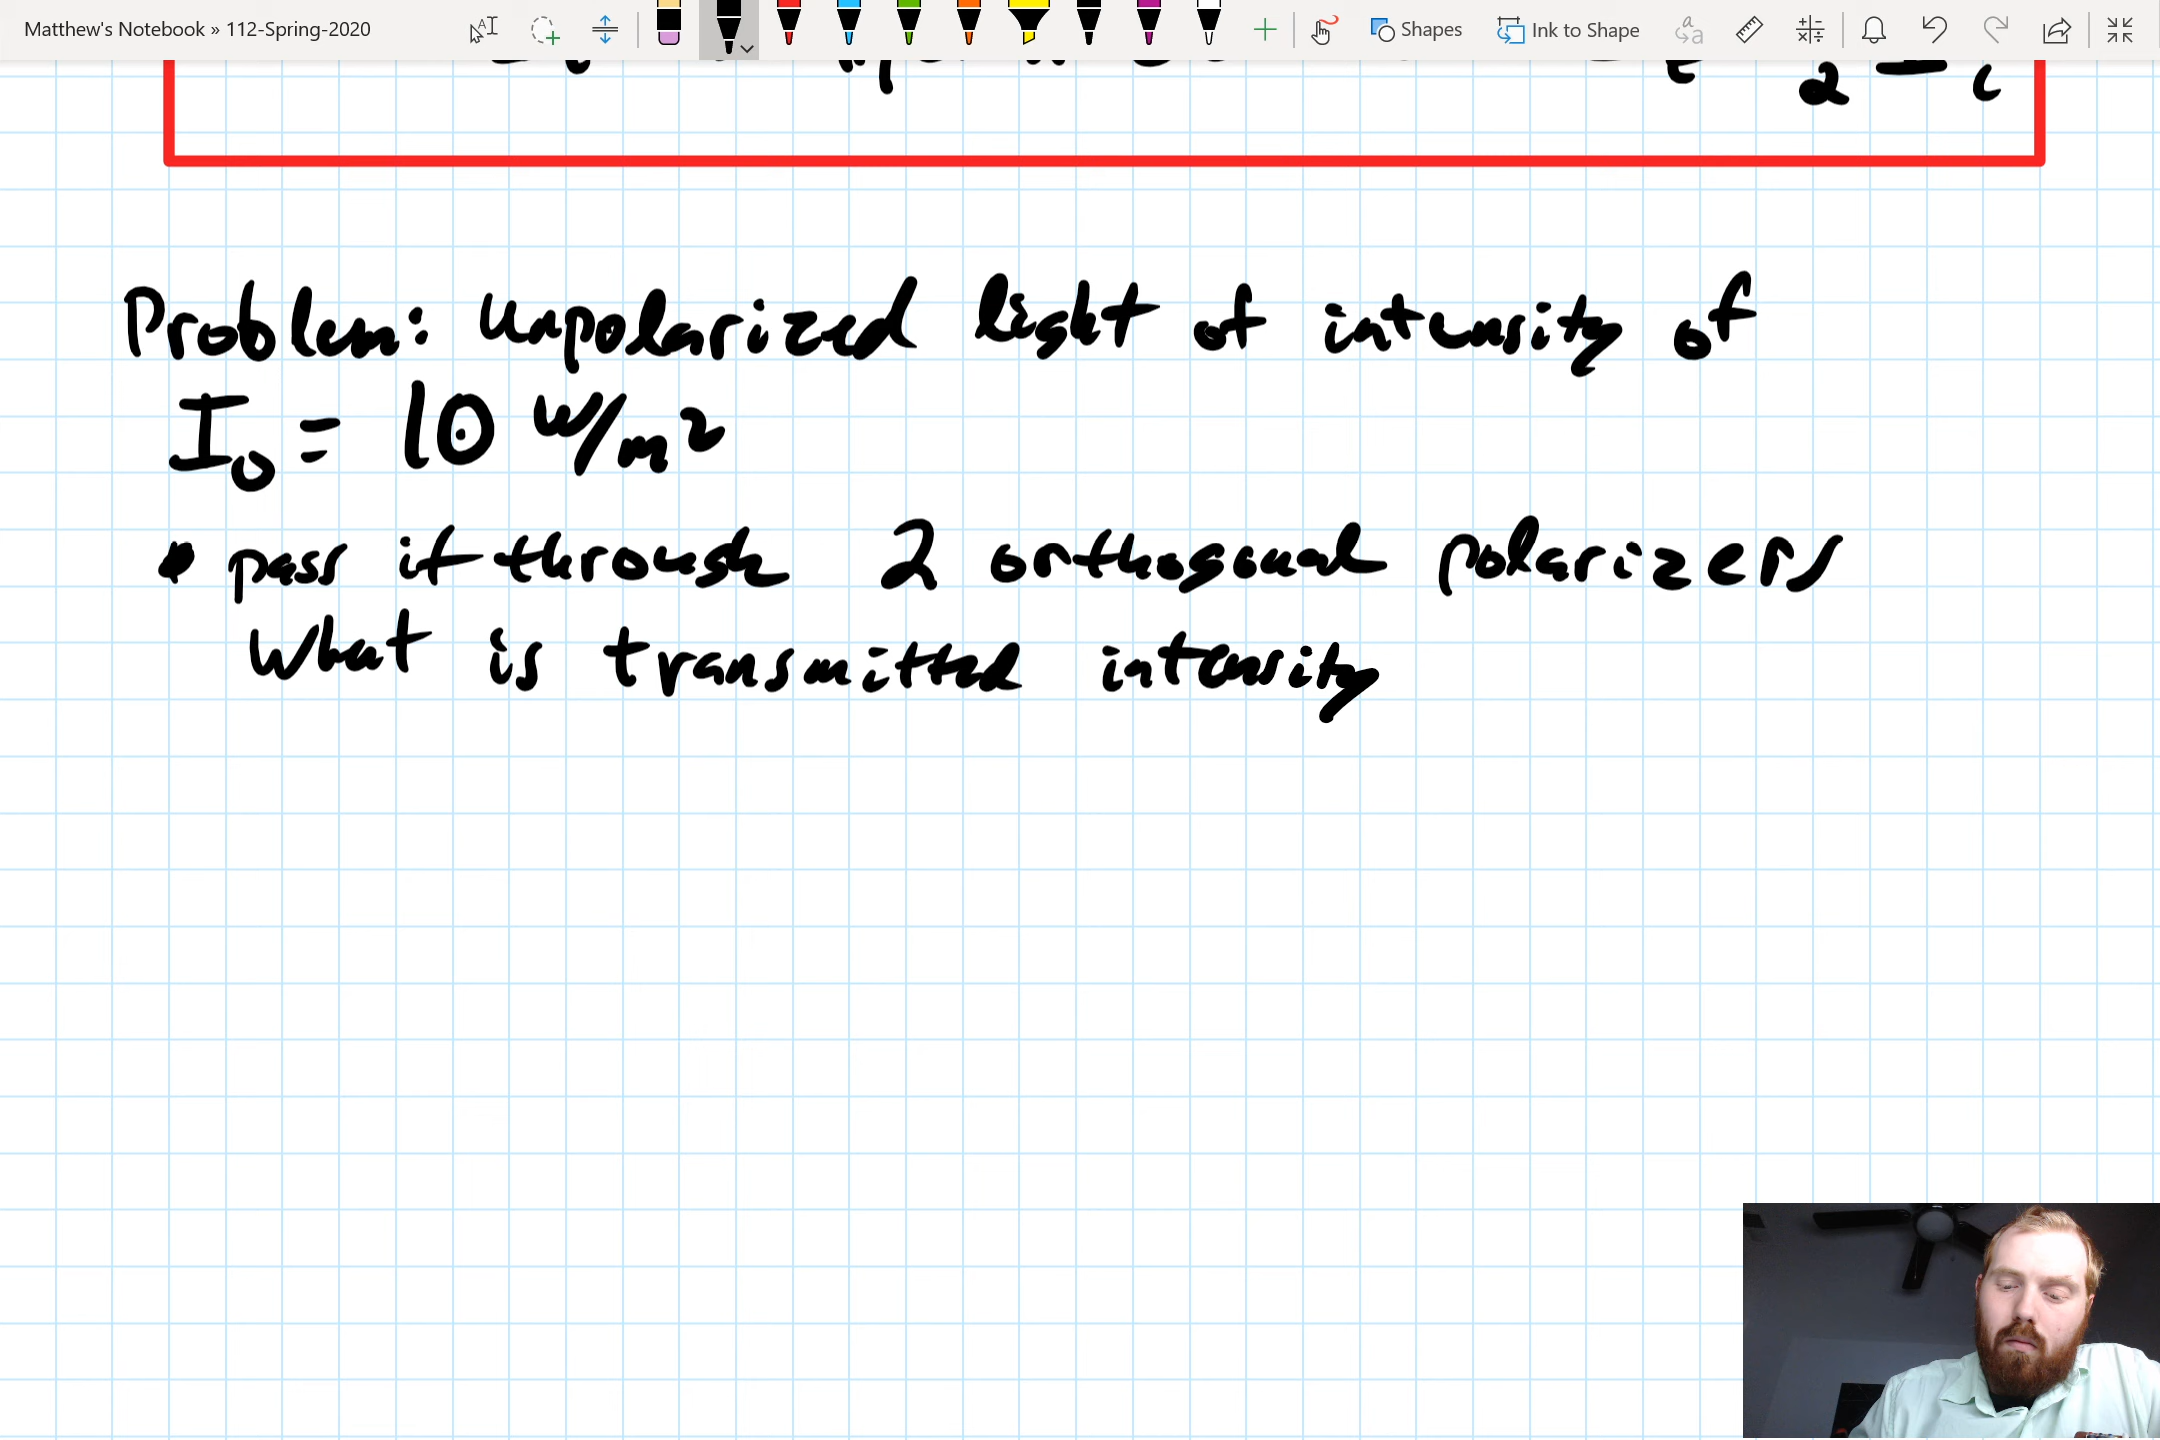 Matthew's Notebook » 112-Spring-2020
Shapes
Ink to Shape
2
Problem: Unpolarized light of intensity of
I₀ = 10 W/m²
• pass it through 2 orthogonal polarizers
What is transmitted intensity